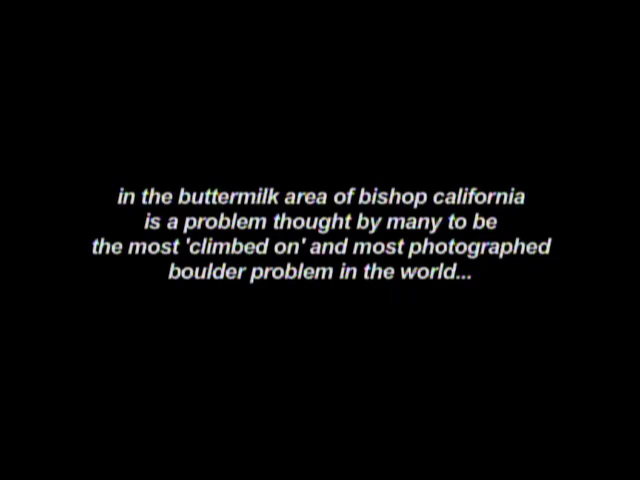 in the buttermilk area of bishop california
is a problem thought by many to be
the most 'climbed on' and most photographed
boulder problem in the world...